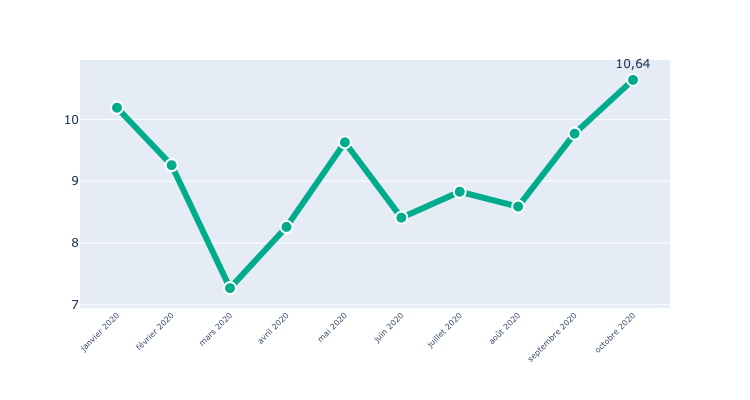 10,64
10
9
8
7
janvier 2020
février 2020
mars 2020
avril 2020
mai 2020
juin 2020
juillet 2020
août 2020
septembre 2020
octobre 2020